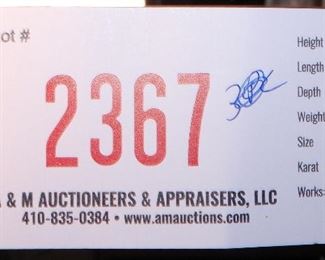 ot #
2367
& M AUCTIONEERS & APPRAISERS, LLC
410-835-0384 • www.amauctions.com
Height
Length
Depth
Weight
Size
Karat
Works: